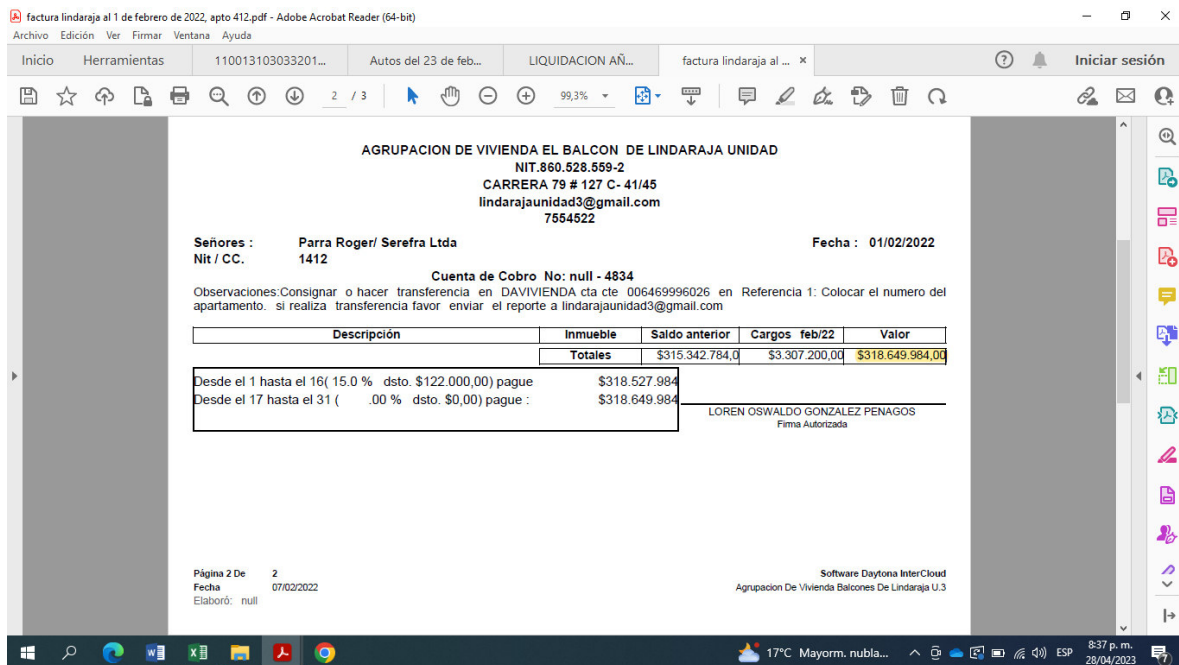 factura lindaraja al 1 de febrero de 2022, apto 412.pdf - Adobe Acrobat Reader (64-bit)
Archivo Edición Ver Firmar Ventana Ayuda
Inicio Herramientas 110013103033201... Autos del 23 de feb... LIQUIDACION AÑ... factura lindaraja al ... × Iniciar sesión
2 / 3 99,3%
AGRUPACION DE VIVIENDA EL BALCON DE LINDARAJA UNIDAD
NIT.860.528.559-2
CARRERA 79 # 127 C- 41/45
lindarajaunidad3@gmail.com
7554522
Señores : Parra Roger/ Serefra Ltda Fecha : 01/02/2022
Nit / CC. 1412
Cuenta de Cobro No: null - 4834
Observaciones:Consignar o hacer transferencia en DAVIVIENDA cta cte 006469996026 en Referencia 1: Colocar el numero del
apartamento. si realiza transferencia favor enviar el reporte a lindarajaunidad3@gmail.com
Descripción Inmueble Saldo anterior Cargos feb/22 Valor
Totales $315.342.784,0 $3.307.200,00 $318.649.984,00
Desde el 1 hasta el 16( 15.0 % dsto. $122.000,00) pague $318.527.984
Desde el 17 hasta el 31 ( .00 % dsto. $0,00) pague : $318.649.984
LOREN OSWALDO GONZALEZ PENAGOS
Firma Autorizada
Página 2 De 2 Software Daytona InterCloud
Fecha 07/02/2022 Agrupacion De Vivienda Balcones De Lindaraja U.3
Elaboró: null
17°C Mayorm. nubla... ESP 8:37 p. m.
28/04/2023 7